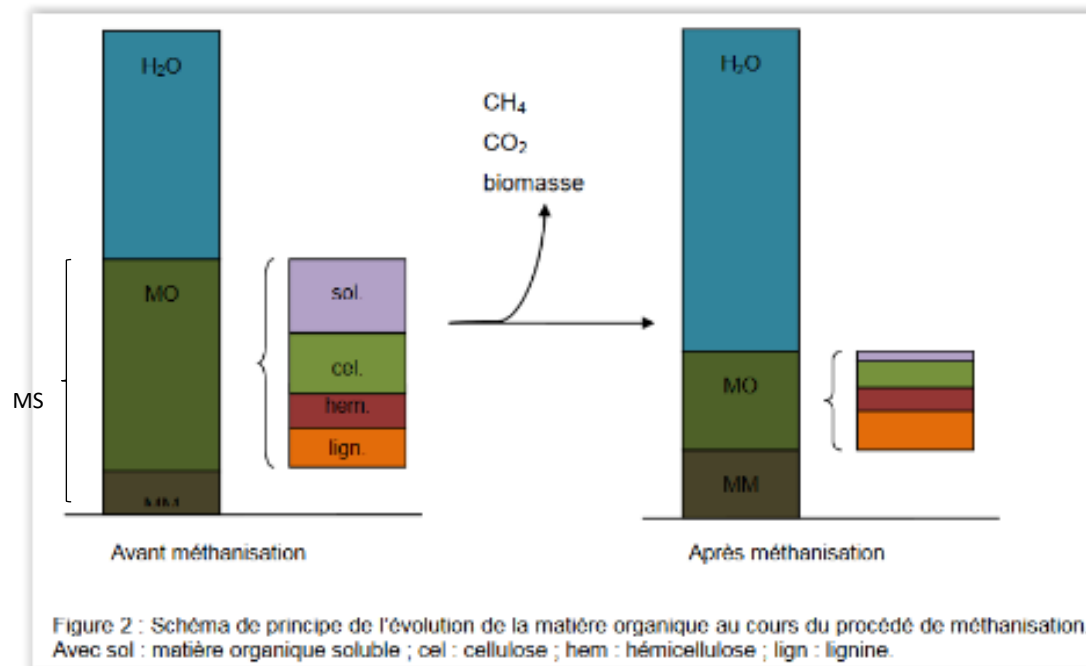 H₂O
MO
MM
MS
sol.
cel.
hem.
lign.
Avant méthanisation
CH₄
CO₂
biomasse
H₂O
MO
MM
Après méthanisation
Figure 2 : Schéma de principe de l'évolution de la matière organique au cours du procédé de méthanisation
Avec sol : matière organique soluble ; cel : cellulose ; hem : hémicellulose ; lign : lignine.